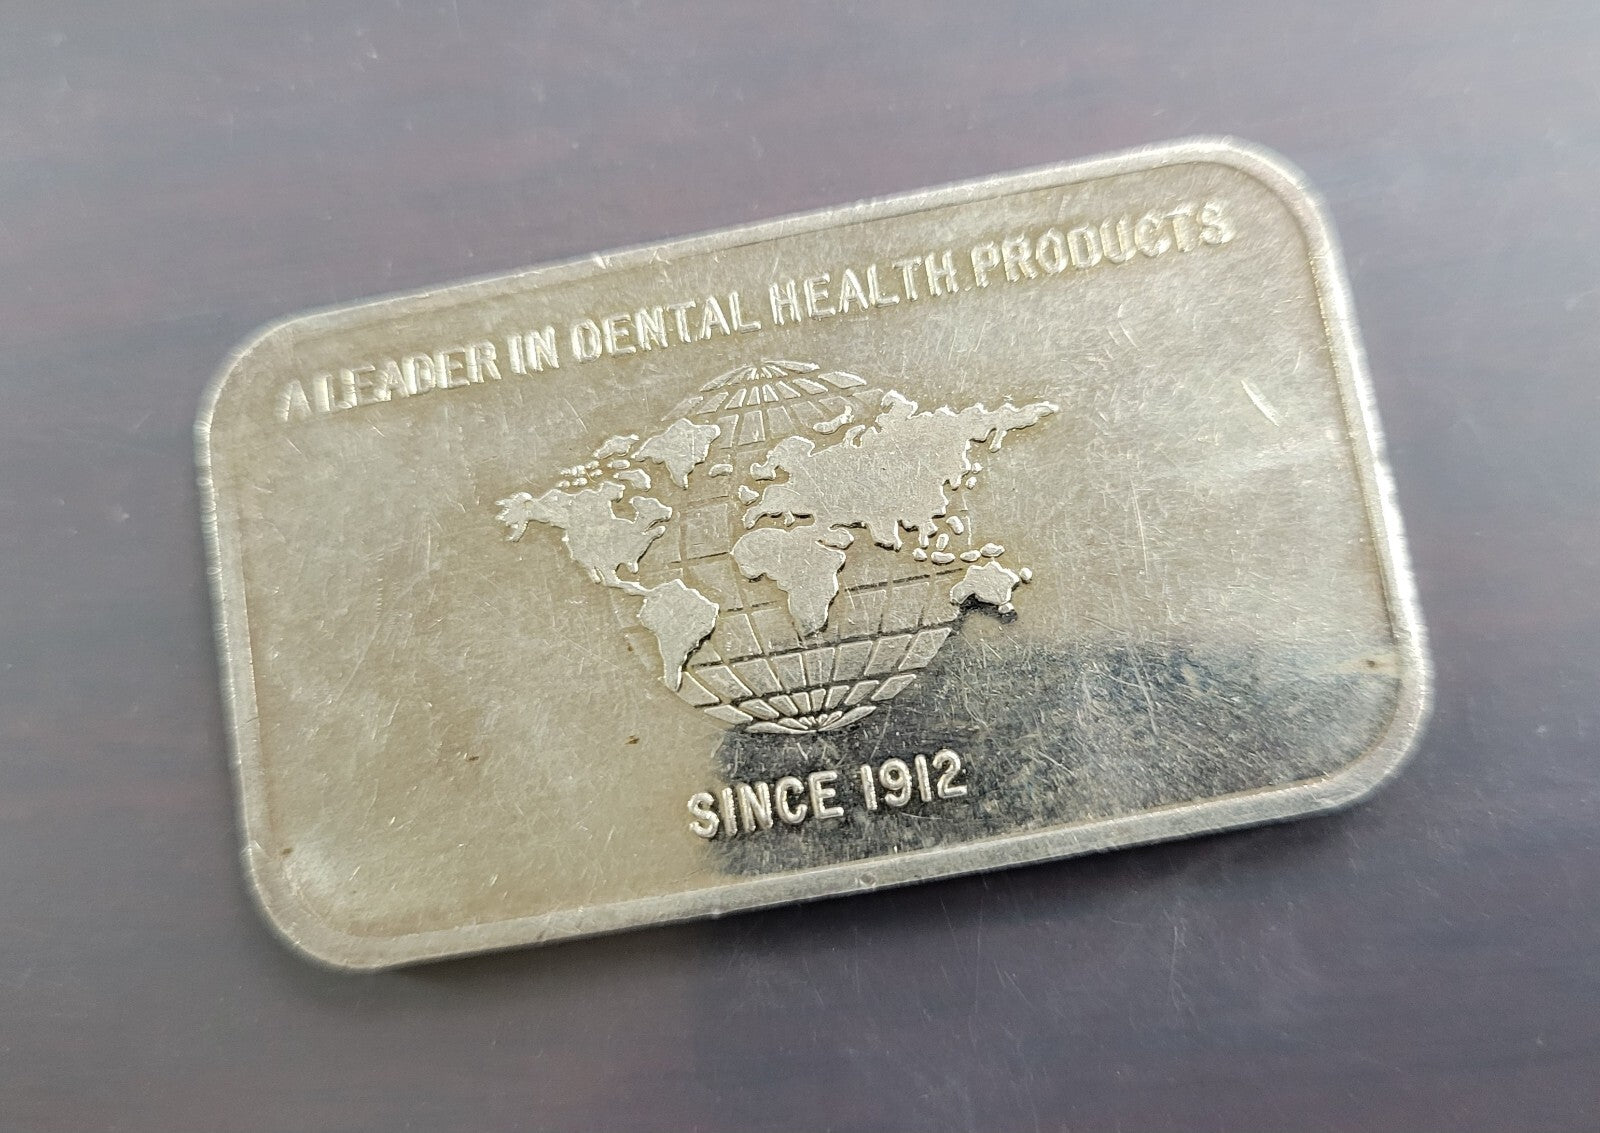 A LEADER IN DENTAL HEALTH PRODUCTS
SINCE 1912